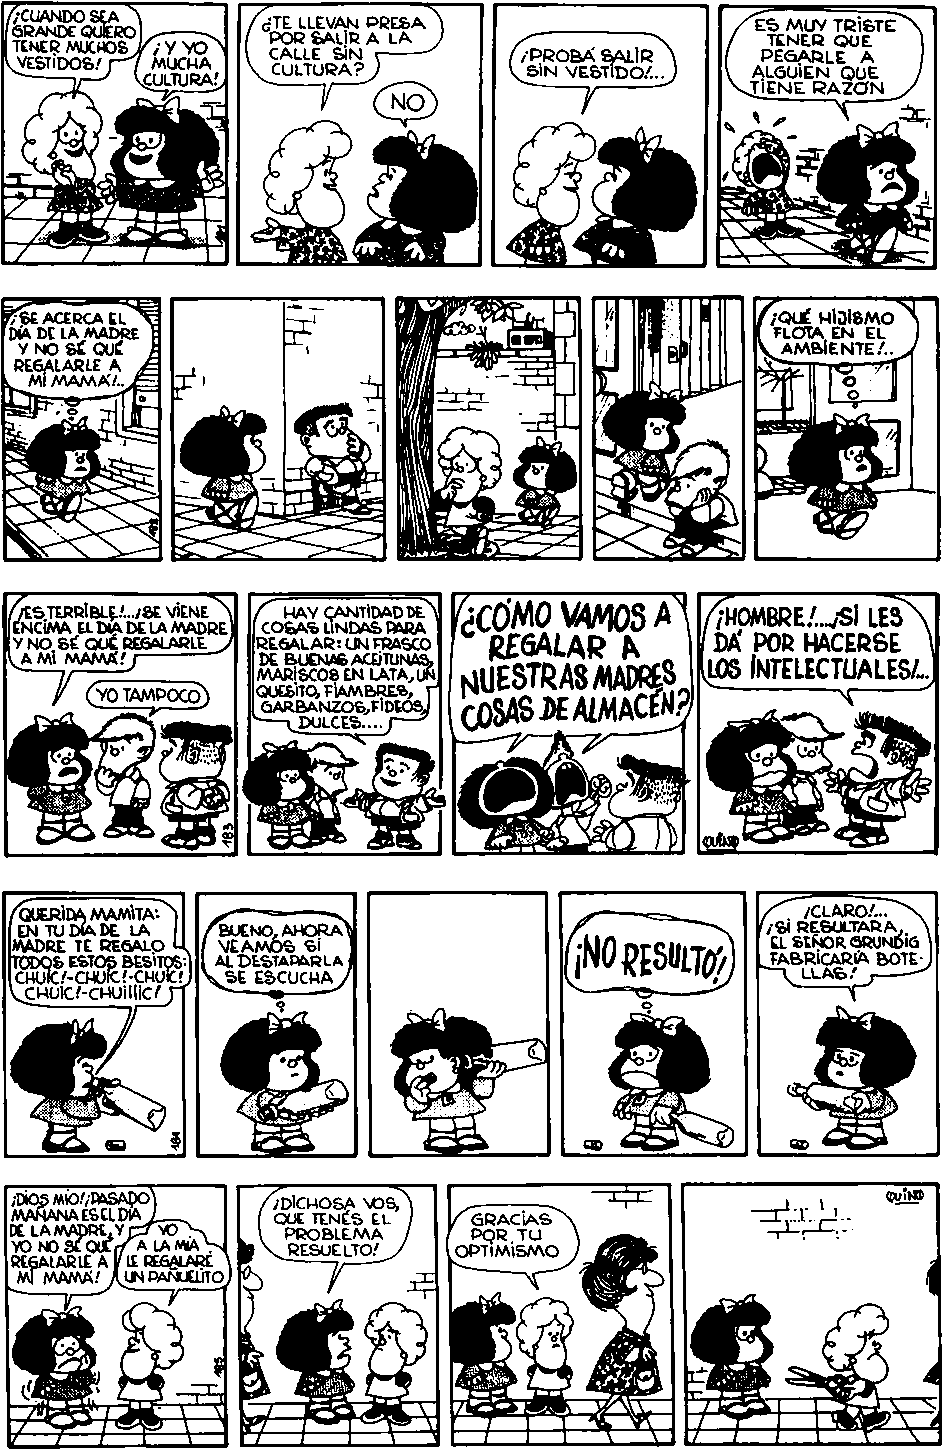 ¡CUANDO SEA
GRANDE QUIERO
TENER MUCHOS
VESTIDOS!
¡Y YO
MUCHA
CULTURA!
¿TE LLEVAN PRESA
POR SALIR A LA
CALLE SIN
CULTURA?
NO
¡PROBÁ SALIR
SIN VESTIDO!...
ES MUY TRISTE
TENER QUE
PEGARLE A
ALGUIEN QUE
TIENE RAZÓN
¡SE ACERCA EL
DÍA DE LA MADRE
Y NO SÉ QUÉ
REGALARLE A
MI MAMÁ!..
182
¡QUÉ HIJISMO
FLOTA EN EL
AMBIENTE!..
¡ES TERRIBLE!...¡SE VIENE
ENCIMA EL DÍA DE LA MADRE
Y NO SÉ QUÉ REGALARLE
A MI MAMÁ!
YO TAMPOCO
183
HAY CANTIDAD DE
COSAS LINDAS PARA
REGALAR: UN FRASCO
DE BUENAS ACEITUNAS,
MARISCOS EN LATA, UN
QUESITO, FIAMBRES,
GARBANZOS, FIDEOS,
DULCES....
¿CÓMO VAMOS A
REGALAR A
NUESTRAS MADRES
COSAS DE ALMACÉN?
¡HOMBRE!...¡SI LES
DÁ POR HACERSE
LOS INTELECTUALES!...
QUINO
QUERIDA MAMITA:
EN TU DÍA DE LA
MADRE TE REGALO
TODOS ESTOS BESITOS:
CHUIC!-CHUIC!-CHUIC!
CHUIC!-CHUIIIIC!
184
BUENO, AHORA
VEAMOS SI
AL DESTAPARLA
SE ESCUCHA
¡NO RESULTÓ!
¡CLARO!...
¡SI RESULTARA,
EL SEÑOR GRUNDIG
FABRICARÍA BOTE-
LLAS!
¡DIOS MÍO!¡PASADO
MAÑANA ES EL DÍA
DE LA MADRE, Y
YO NO SÉ QUÉ
REGALARLE A
MI MAMÁ!
YO
A LA MÍA
LE REGALARÉ
UN PAÑUELITO
185
¡DICHOSA VOS,
QUE TENÉS EL
PROBLEMA
RESUELTO!
GRACIAS
POR TU
OPTIMISMO
QUINO